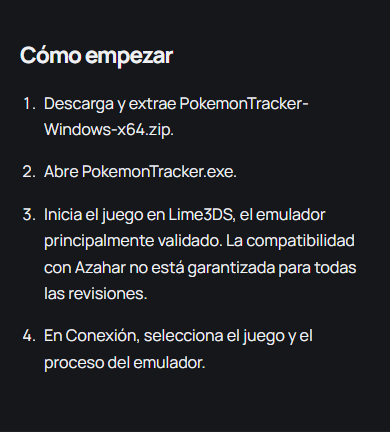 Cómo empezar
1. Descarga y extrae PokemonTracker-
Windows-x64.zip.
2. Abre PokemonTracker.exe.
3. Inicia el juego en Lime3DS, el emulador
principalmente validado. La compatibilidad
con Azahar no está garantizada para todas
las revisiones.
4. En Conexión, selecciona el juego y el
proceso del emulador.